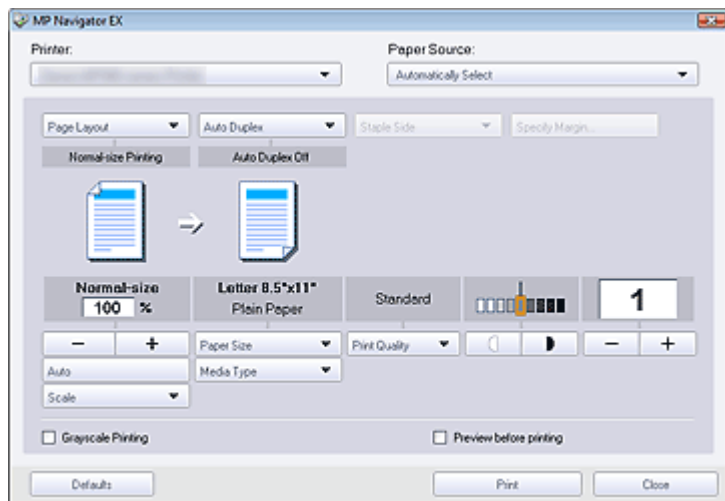 MP Navigator EX
Printer: Paper Source:
Automatically Select
Page Layout Auto Duplex Staple Side Specify Margin...
Normal-size Printing Auto Duplex Off
Normal-size Letter 8.5"x11" Standard 1
100 % Plain Paper
- + Paper Size Print Quality - +
Auto Media Type
Scale
Grayscale Printing Preview before printing
Defaults Print Close